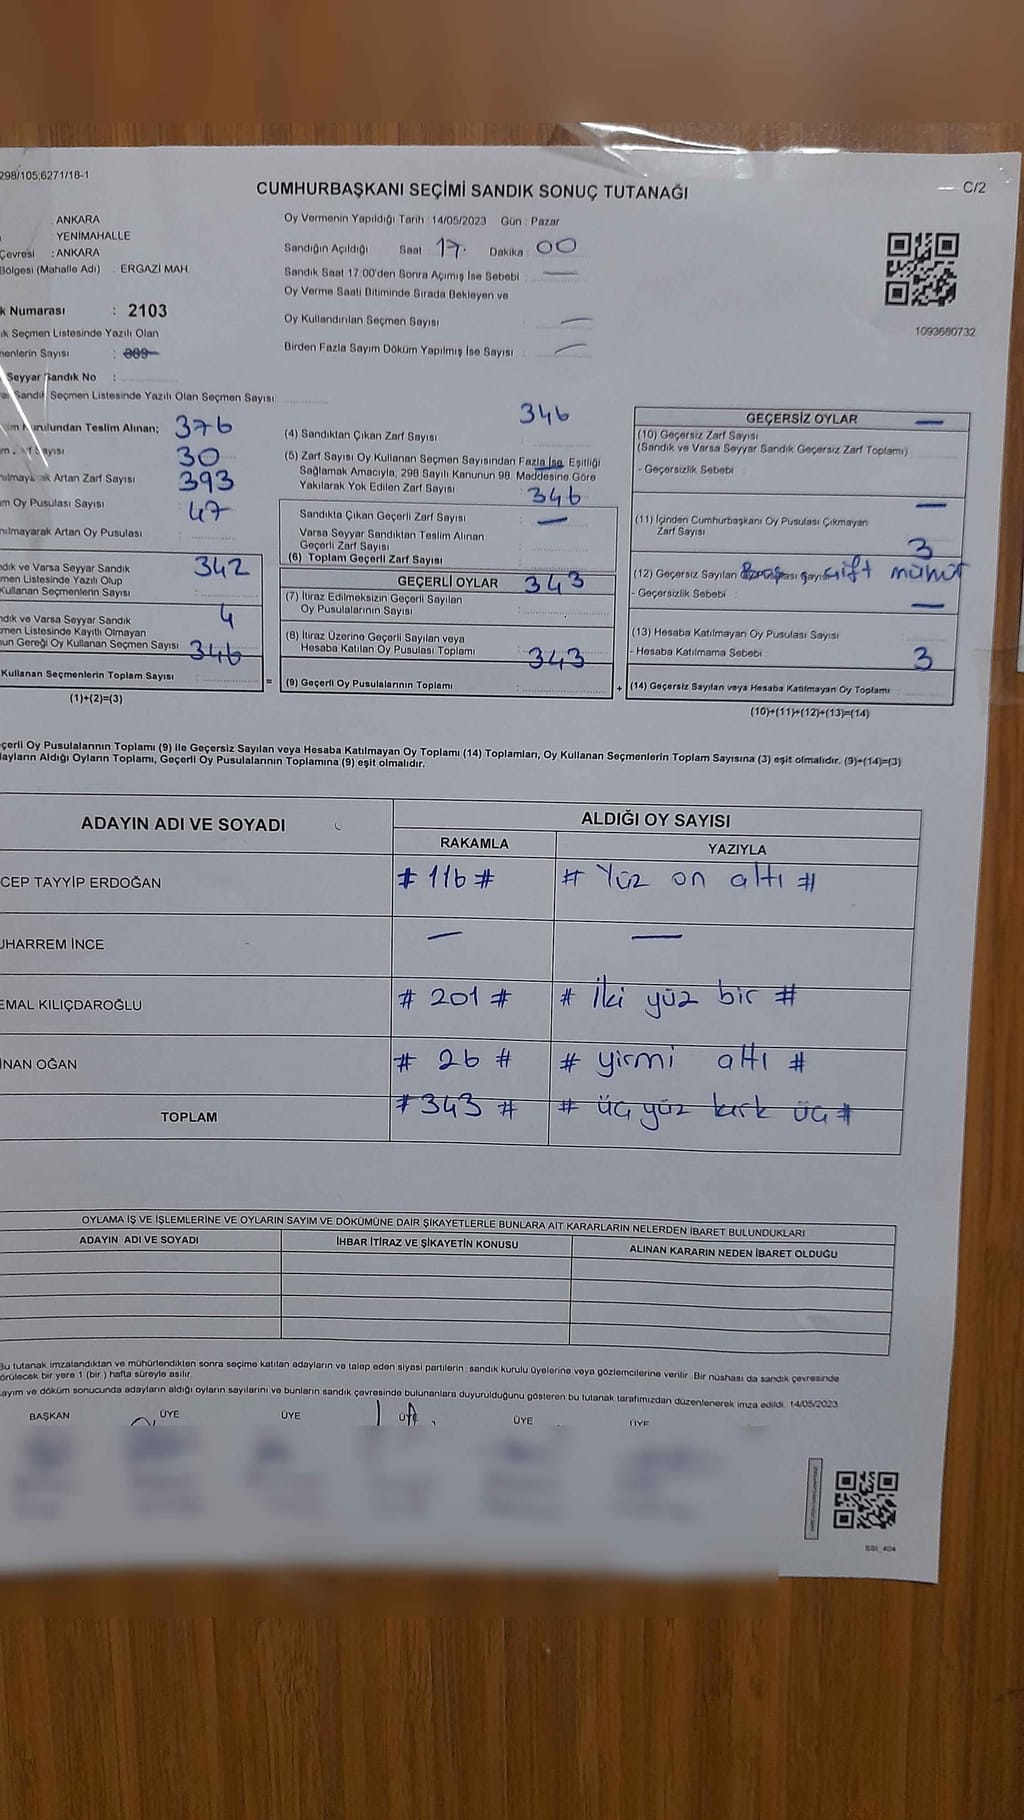 298/105;6271/18-1
CUMHURBAŞKANI SEÇİMİ SANDIK SONUÇ TUTANAĞI
C/2
: ANKARA
YENİMAHALLE
Çevresi : ANKARA
Bölgesi (Mahalle Adı) : ERGAZİ MAH.
k Numarası : 2103
ık Seçmen Listesinde Yazılı Olan
menlerin Sayısı :
Seyyar Sandık No :
Sandık Seçmen Listesinde Yazılı Olan Seçmen Sayısı:
Oy Vermenin Yapıldığı Tarih : 14/05/2023 Gün : Pazar
Sandığın Açıldığı Saat 17. Dakika : 00
Sandık Saat 17:00'den Sonra Açımış İse Sebebi : —
Oy Verme Saati Bitiminde Sırada Bekleyen ve
Oy Kullandırılan Seçmen Sayısı : —
Birden Fazla Sayım Döküm Yapılmış İse Sayısı : —
1093680732
Kurulundan Teslim Alınan; 376
Sayısı 30
Artan Zarf Sayısı 393
m Oy Pusulası Sayısı 47
nılmayarak Artan Oy Pusulası :
ndık ve Varsa Seyyar Sandık 342
men Listesinde Yazılı Olup
Kullanan Seçmenlerin Sayısı
ndık ve Varsa Seyyar Sandık 4
çmen Listesinde Kayıtlı Olmayan
un Gereği Oy Kullanan Seçmen Sayısı 346
Kullanan Seçmenlerin Toplam Sayısı
(1)+(2)=(3)
346
(4) Sandıktan Çıkan Zarf Sayısı
(5) Zarf Sayısı Oy Kullanan Seçmen Sayısından Fazla İse, Eşitliği —
Sağlamak Amacıyla, 298 Sayılı Kanunun 98. Maddesine Göre
Yakılarak Yok Edilen Zarf Sayısı 346
Sandıkta Çıkan Geçerli Zarf Sayısı —
Varsa Seyyar Sandıktan Teslim Alınan
Geçerli Zarf Sayısı
(6) Toplam Geçerli Zarf Sayısı
GEÇERLİ OYLAR 343
(7) İtiraz Edilmeksizin Geçerli Sayılan
Oy Pusulalarının Sayısı
(8) İtiraz Üzerine Geçerli Sayılan veya
Hesaba Katılan Oy Pusulası Toplamı 343
(9) Geçerli Oy Pusulalarının Toplamı
GEÇERSİZ OYLAR —
(10) Geçersiz Zarf Sayısı
(Sandık ve Varsa Seyyar Sandık Geçersiz Zarf Toplamı)
- Geçersizlik Sebebi :
—
(11) İçinden Cumhurbaşkanı Oy Pusulası Çıkmayan
Zarf Sayısı 3
(12) Geçersiz Sayılan çift mühür
- Geçersizlik Sebebi : —
(13) Hesaba Katılmayan Oy Pusulası Sayısı
- Hesaba Katılmama Sebebi : 3
(14) Geçersiz Sayılan veya Hesaba Katılmayan Oy Toplamı
(10)+(11)+(12)+(13)=(14)
çerli Oy Pusulalarının Toplamı (9) ile Geçersiz Sayılan veya Hesaba Katılmayan Oy Toplamı (14) Toplamları, Oy Kullanan Seçmenlerin Toplam Sayısına (3) eşit olmalıdır. (9)+(14)=(3)
dayların Aldığı Oyların Toplamı, Geçerli Oy Pusulalarının Toplamına (9) eşit olmalıdır.
ADAYIN ADI VE SOYADI
ALDIĞI OY SAYISI
RAKAMLA
YAZIYLA
CEP TAYYİP ERDOĞAN # 116 # # Yüz on altı #
UHARREM İNCE — —
EMAL KILIÇDAROĞLU # 201 # # İki yüz bir #
İNAN OĞAN # 26 # # yirmi altı #
TOPLAM # 343 # # üç yüz kırk üç #
OYLAMA İŞ VE İŞLEMLERİNE VE OYLARIN SAYIM VE DÖKÜMÜNE DAİR ŞİKAYETLERLE BUNLARA AİT KARARLARIN NELERDEN İBARET BULUNDUKLARI
ADAYIN ADI VE SOYADI
İHBAR İTİRAZ VE ŞİKAYETİN KONUSU
ALINAN KARARIN NEDEN İBARET OLDUĞU
Bu tutanak imzalandıktan ve mühürlendikten sonra seçime katılan adayların ve talep eden siyasi partilerin sandık kurulu üyelerine veya gözlemcilerine verilir. Bir nüshası da sandık çevresinde
örülecek bir yere 1 (bir ) hafta süreyle asılır.
ayım ve döküm sonucunda adayların aldığı oyların sayılarını ve bunların sandık çevresinde bulunanlara duyurulduğunu gösteren bu tutanak tarafımızdan düzenlenerek imza edildi. 14/05/2023
BAŞKAN ÜYE ÜYE ÜYE ÜYE ÜYE